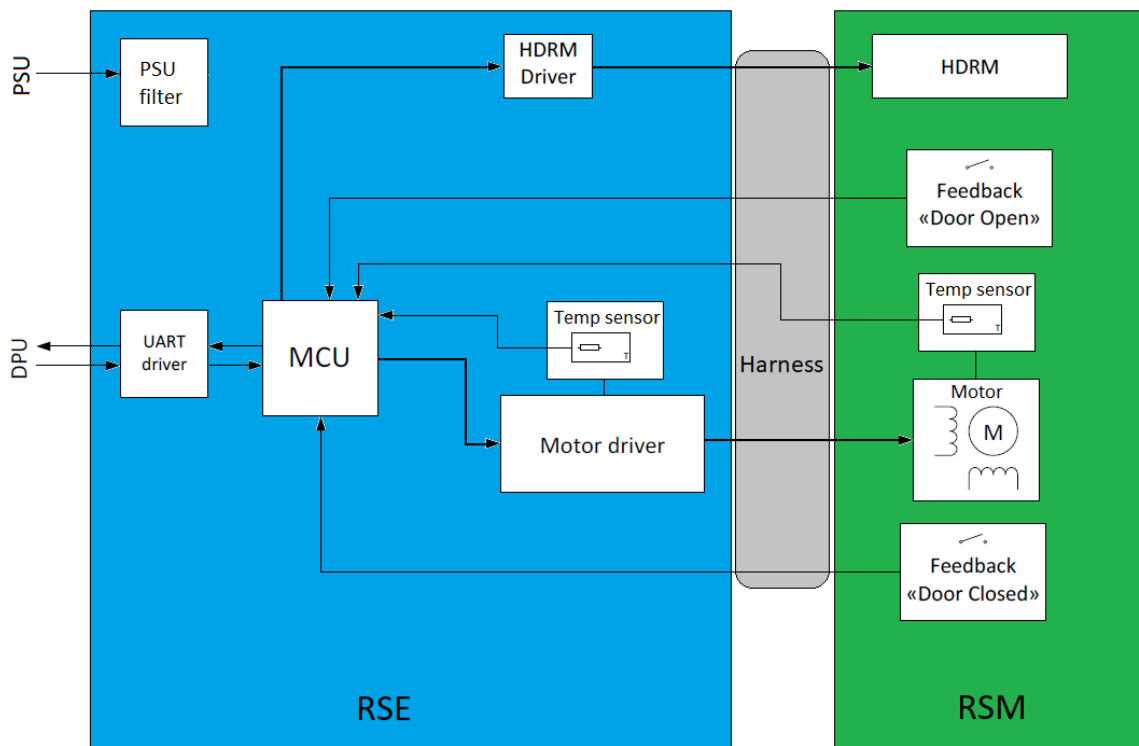 PSU
PSU
filter
HDRM
Driver
HDRM
Feedback
«Door Open»
Temp sensor
T
Temp sensor
T
DPU
UART
driver
MCU
Harness
Motor
M
Motor driver
Feedback
«Door Closed»
RSE
RSM